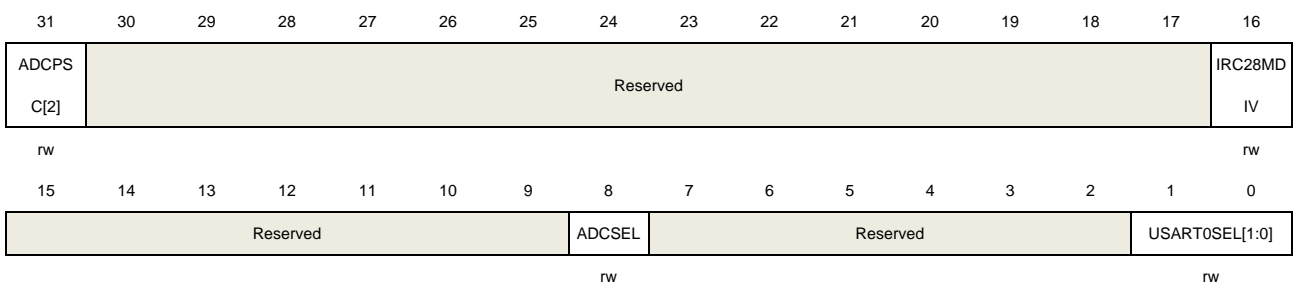 31 30 29 28 27 26 25 24 23 22 21 20 19 18 17 16
ADCPS
C[2]
Reserved
IRC28MD
IV
rw rw
15 14 13 12 11 10 9 8 7 6 5 4 3 2 1 0
Reserved ADCSEL Reserved USART0SEL[1:0]
rw rw